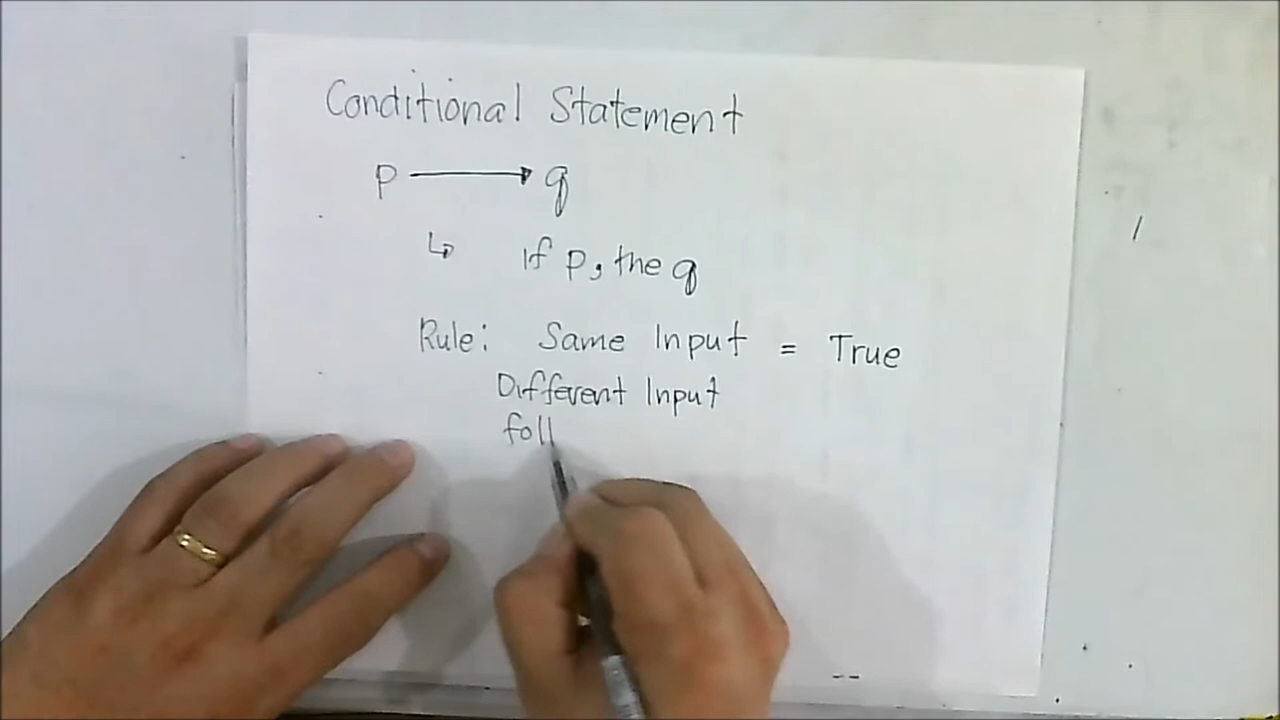 Conditional Statement
p → q
↳ If p, the q
Rule: Same Input = True
Different Input
foll